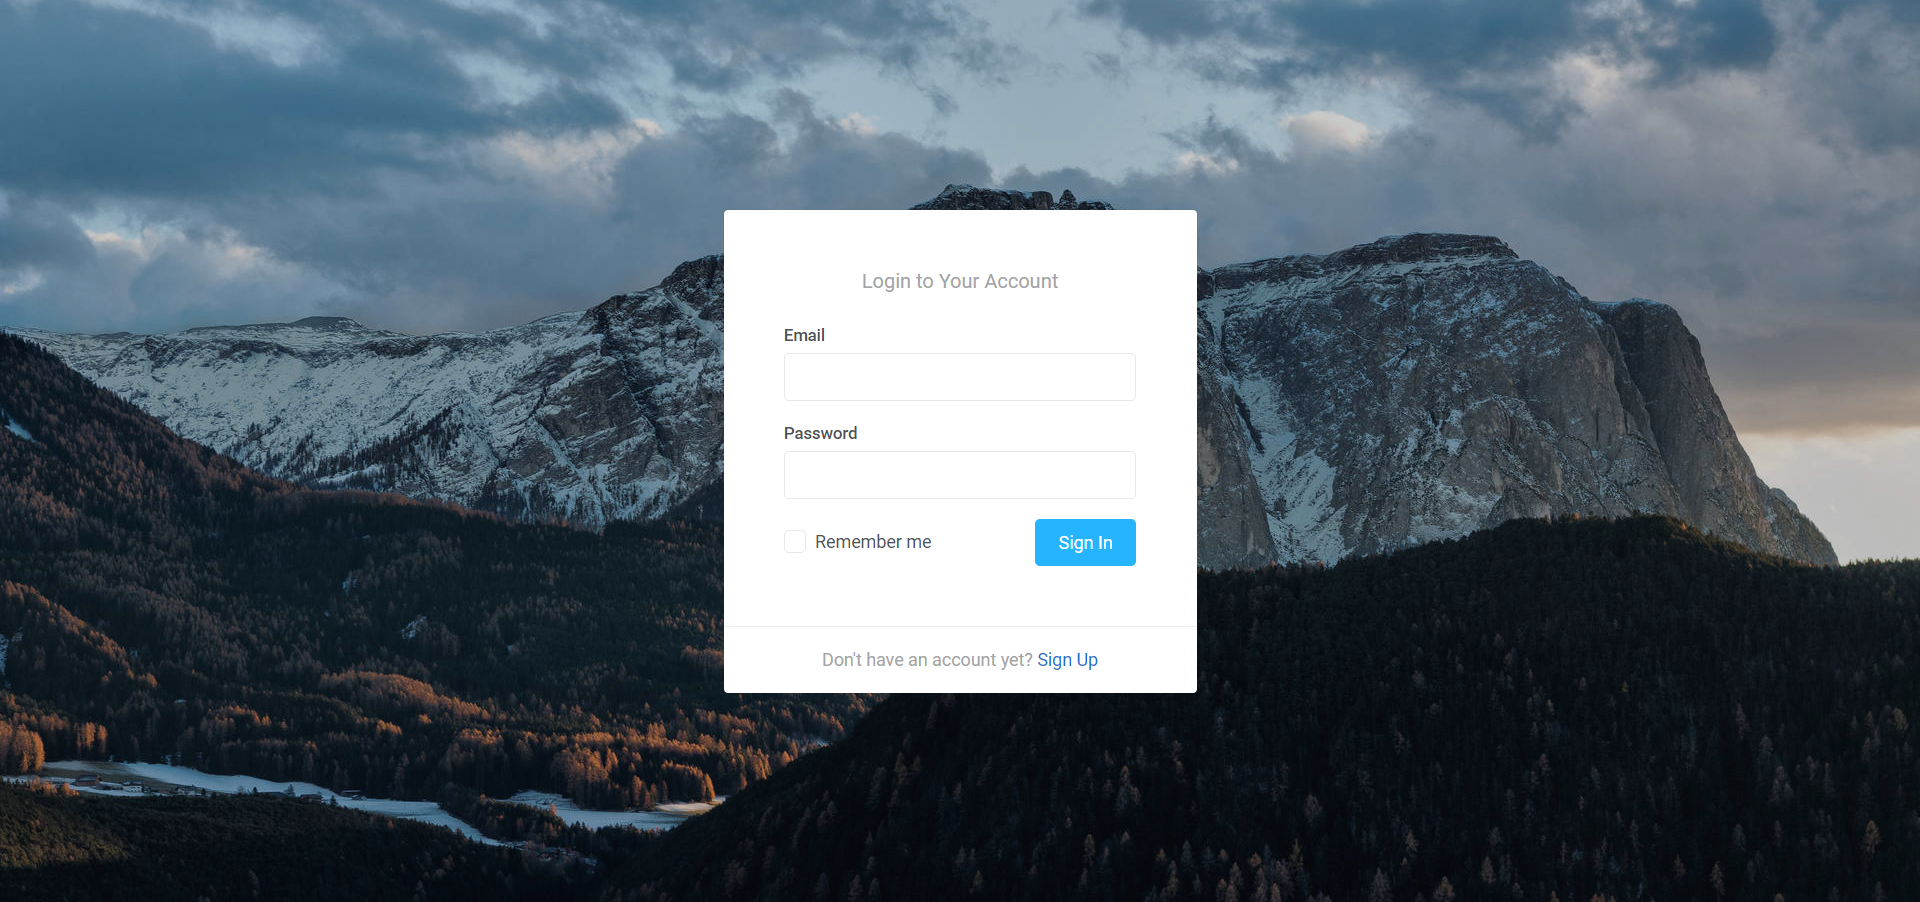 Login to Your Account
Email
Password
Remember me
Sign In
Don't have an account yet? Sign Up